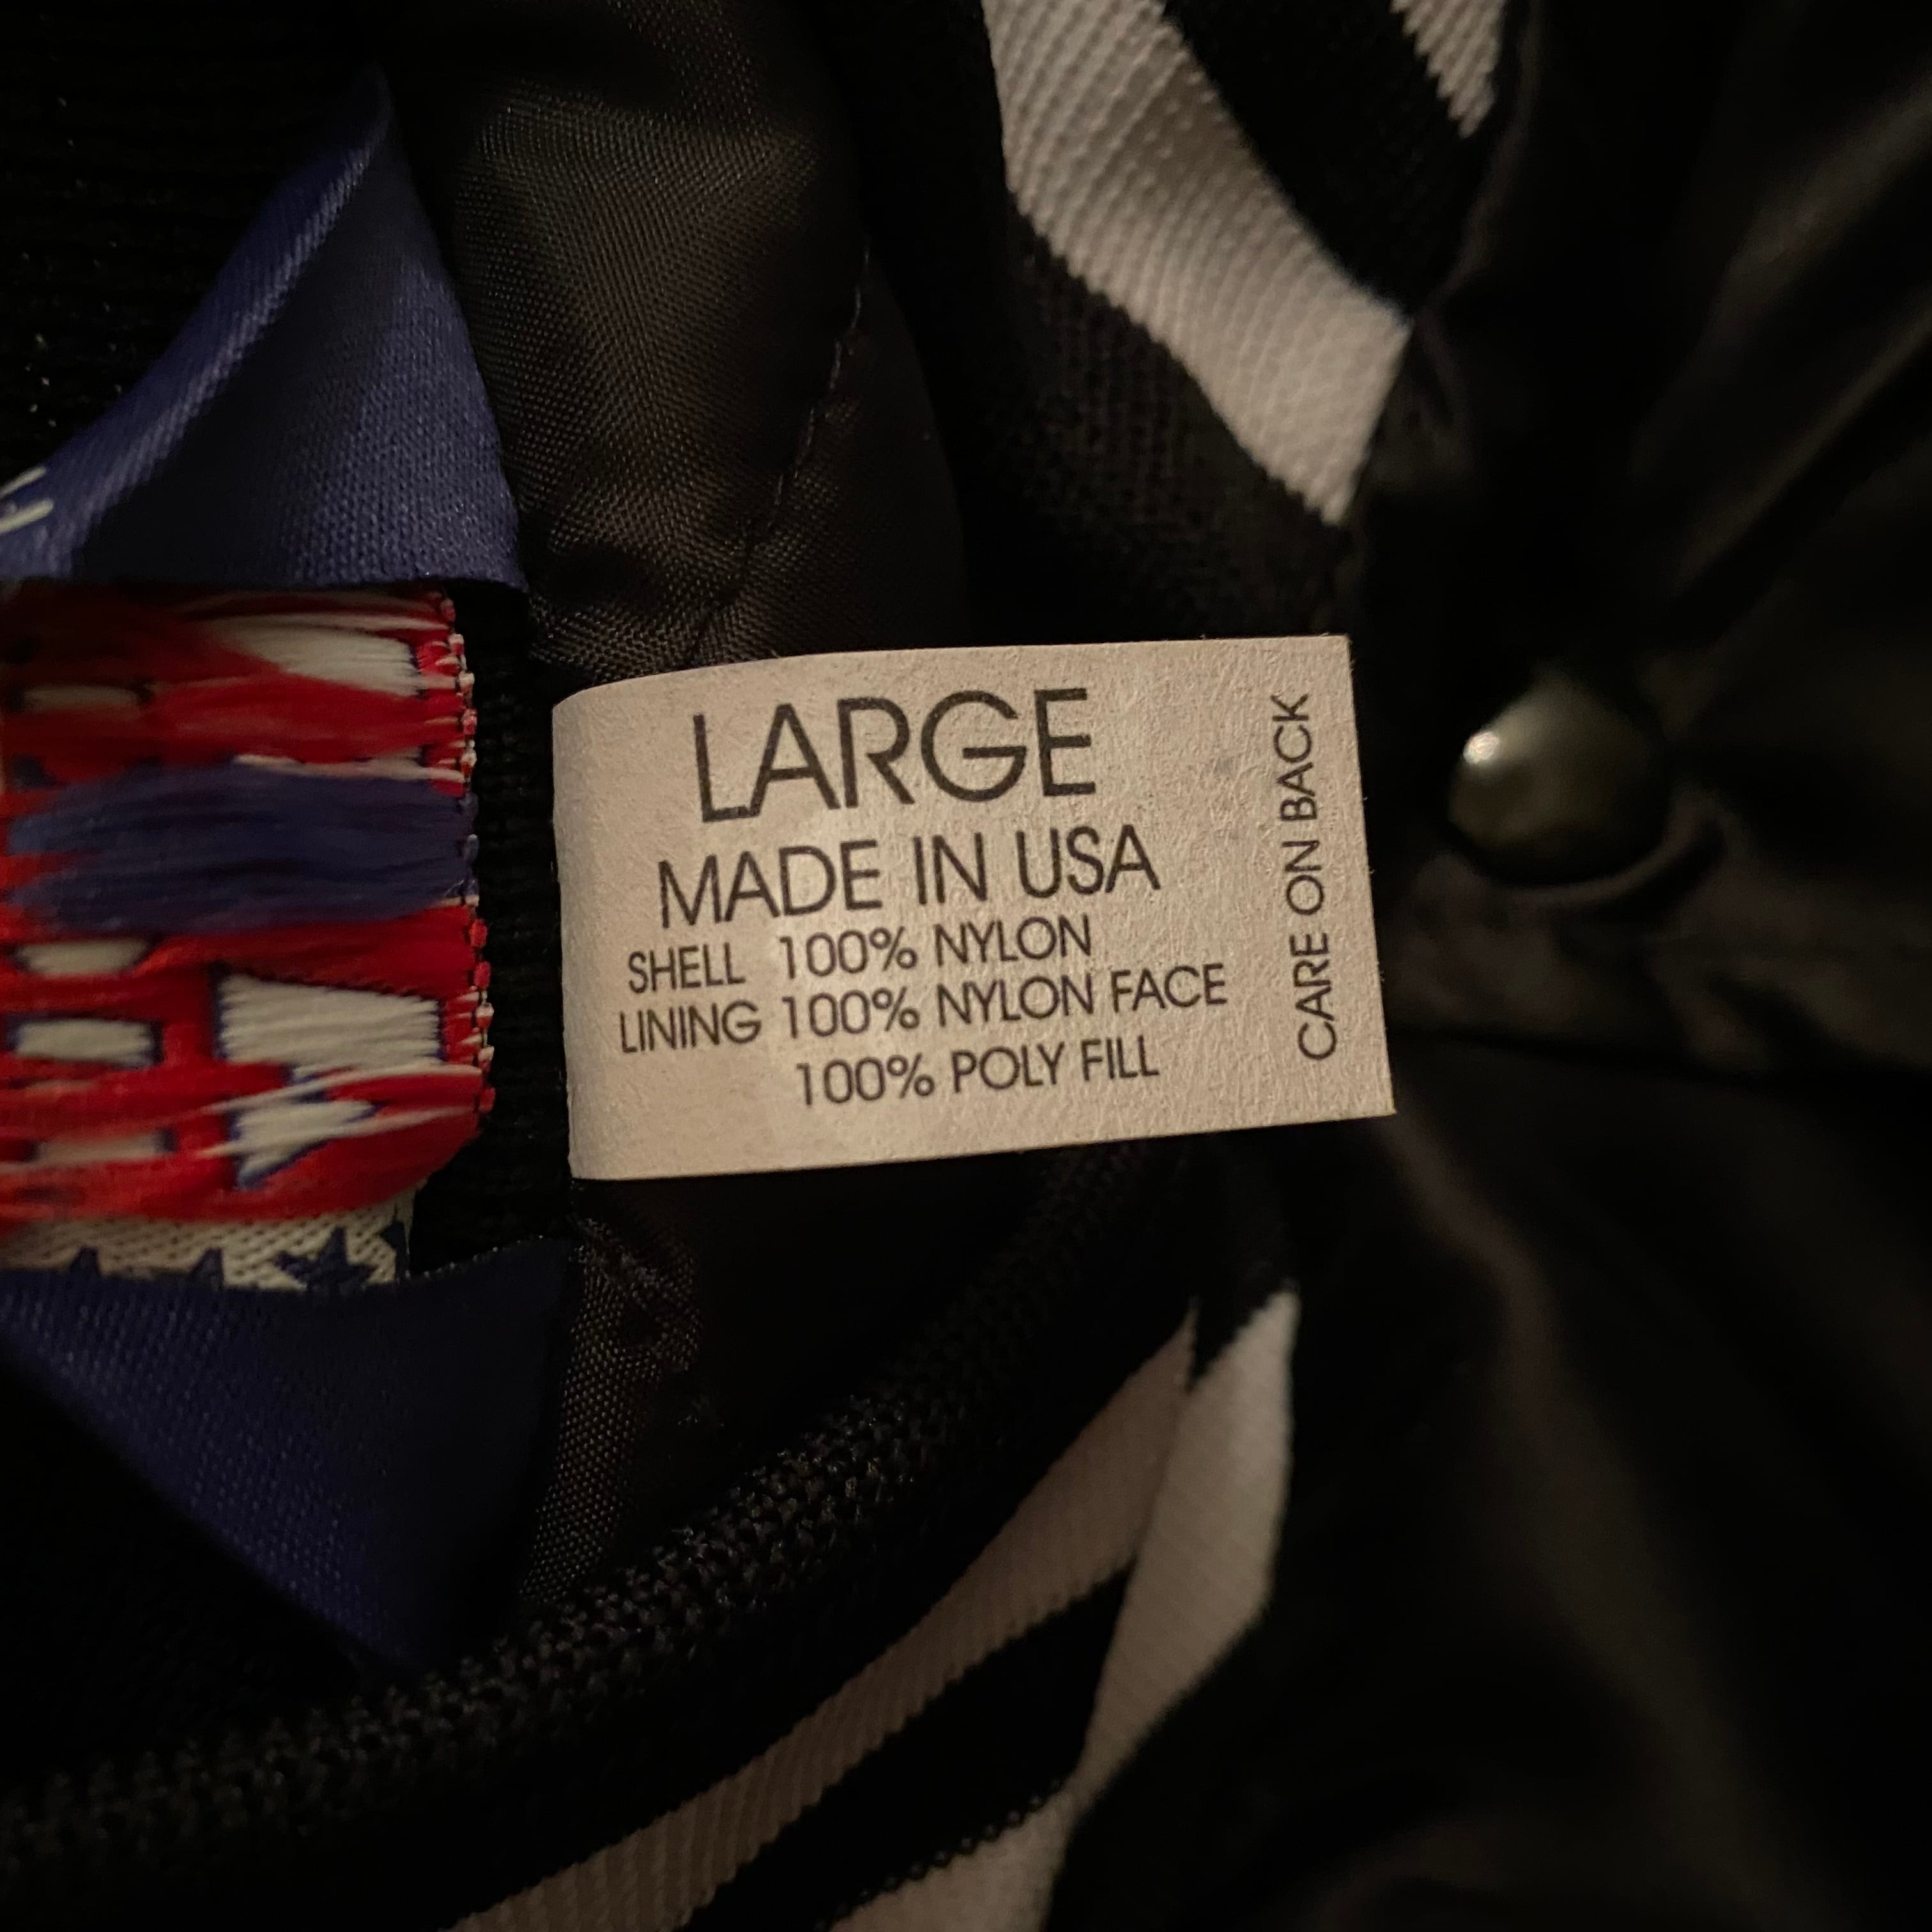 LARGE
MADE IN USA
SHELL 100% NYLON
LINING 100% NYLON FACE
100% POLY FILL
CARE ON BACK